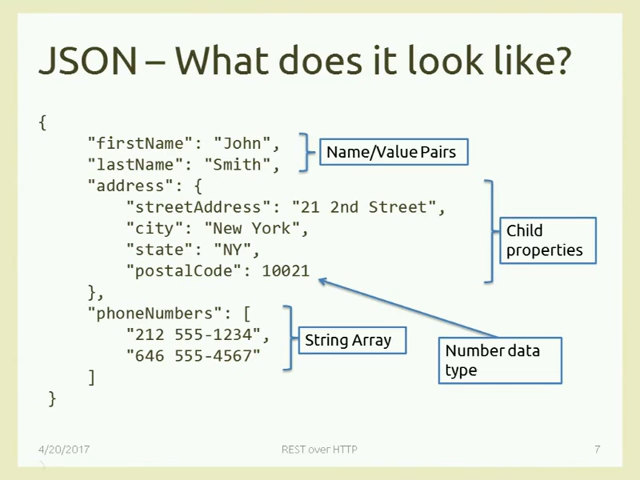 JSON – What does it look like?
{
"firstName": "John",
"lastName": "Smith",
Name/Value Pairs
"address": {
"streetAddress": "21 2nd Street",
"city": "New York",
"state": "NY",
"postalCode": 10021
Child
properties
},
"phoneNumbers": [
"212 555-1234",
"646 555-4567"
String Array
Number data
type
]
}
4/20/2017
REST over HTTP
7